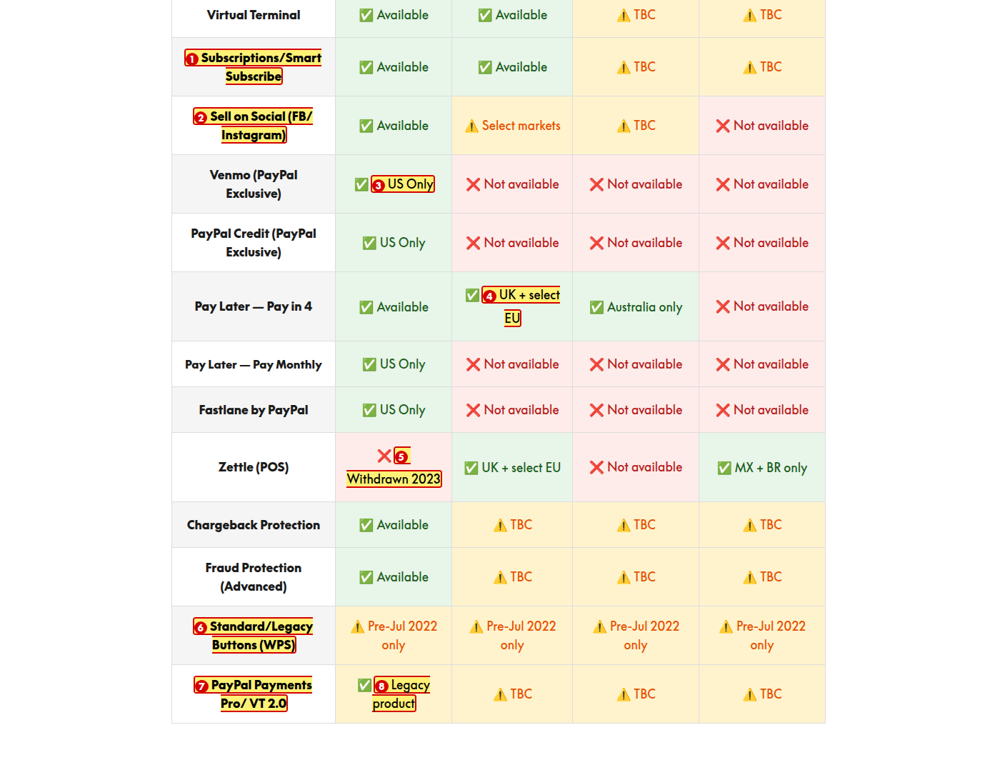 Virtual Terminal ✅ Available ✅ Available ⚠️ TBC ⚠️ TBC
1 Subscriptions/Smart
Subscribe ✅ Available ✅ Available ⚠️ TBC ⚠️ TBC
2 Sell on Social (FB/
Instagram) ✅ Available ⚠️ Select markets ⚠️ TBC ❌ Not available
Venmo (PayPal
Exclusive) ✅ 3 US Only ❌ Not available ❌ Not available ❌ Not available
PayPal Credit (PayPal
Exclusive) ✅ US Only ❌ Not available ❌ Not available ❌ Not available
Pay Later — Pay in 4 ✅ Available ✅ 4 UK + select
EU ✅ Australia only ❌ Not available
Pay Later — Pay Monthly ✅ US Only ❌ Not available ❌ Not available ❌ Not available
Fastlane by PayPal ✅ US Only ❌ Not available ❌ Not available ❌ Not available
Zettle (POS) ❌ 5
Withdrawn 2023 ✅ UK + select EU ❌ Not available ✅ MX + BR only
Chargeback Protection ✅ Available ⚠️ TBC ⚠️ TBC ⚠️ TBC
Fraud Protection
(Advanced) ✅ Available ⚠️ TBC ⚠️ TBC ⚠️ TBC
6 Standard/Legacy
Buttons (WPS) ⚠️ Pre-Jul 2022
only ⚠️ Pre-Jul 2022
only ⚠️ Pre-Jul 2022
only ⚠️ Pre-Jul 2022
only
7 PayPal Payments
Pro/ VT 2.0 ✅ 8 Legacy
product ⚠️ TBC ⚠️ TBC ⚠️ TBC